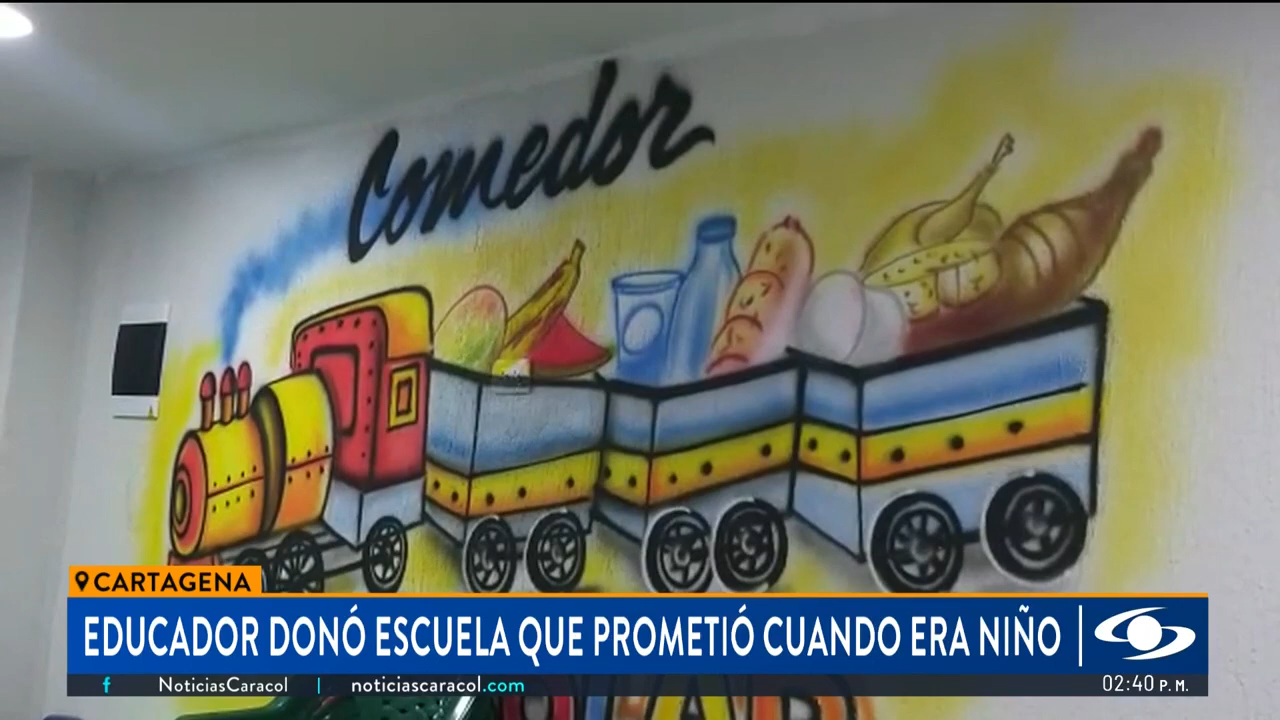 Comedor
CARTAGENA
EDUCADOR DONÓ ESCUELA QUE PROMETIÓ CUANDO ERA NIÑO
NoticiasCaracol | noticiascaracol.com 02:40 P.M.